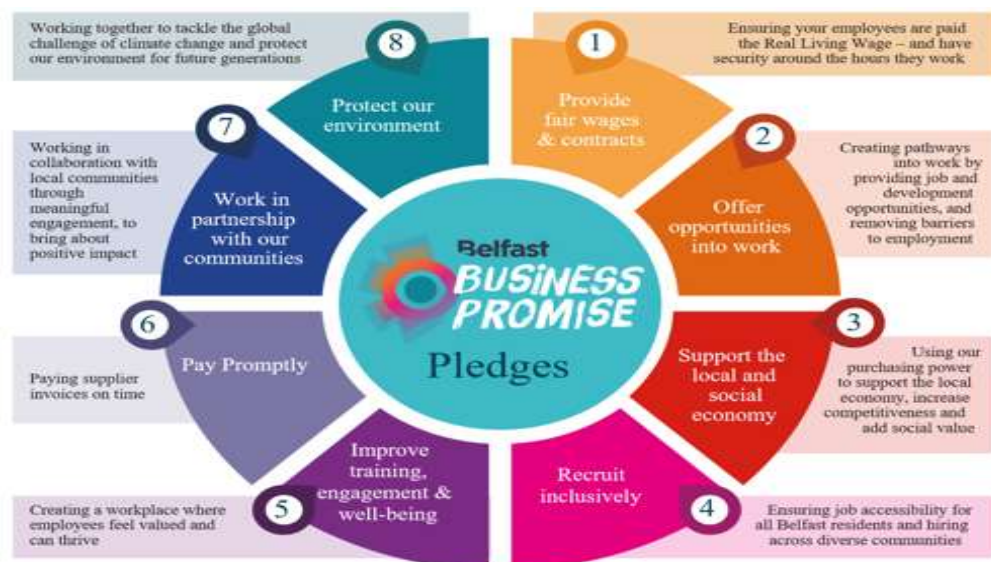 Belfast
BUSINESS
PROMISE
Pledges
1
Provide
fair wages
& contracts
Ensuring your employees are paid
the Real Living Wage – and have
security around the hours they work
2
Offer
opportunities
into work
Creating pathways
into work by
providing job and
development
opportunities, and
removing barriers
to employment
3
Support the
local and
social
economy
Using our
purchasing power
to support the local
economy, increase
competitiveness and
add social value
4
Recruit
inclusively
Ensuring job accessibility for
all Belfast residents and hiring
across diverse communities
5
Improve
training,
engagement &
well-being
Creating a workplace where
employees feel valued and
can thrive
6
Pay Promptly
Paying supplier
invoices on time
7
Work in
partnership
with our
communities
Working in
collaboration with
local communities
through
meaningful
engagement, to
bring about
positive impact
8
Protect our
environment
Working together to tackle the global
challenge of climate change and protect
our environment for future generations